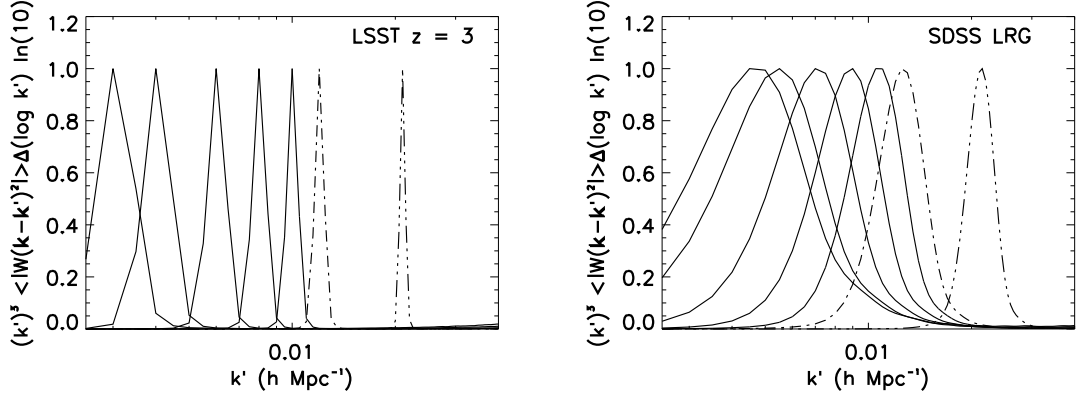 (k')³ <|W(k-k')²|>Δ(log k') ln(10)
1.2
1.0
0.8
0.6
0.4
0.2
0.0
LSST z = 3
0.01
k' (h Mpc⁻¹)
(k')³ <|W(k-k')²|>Δ(log k') ln(10)
1.2
1.0
0.8
0.6
0.4
0.2
0.0
SDSS LRG
0.01
k' (h Mpc⁻¹)